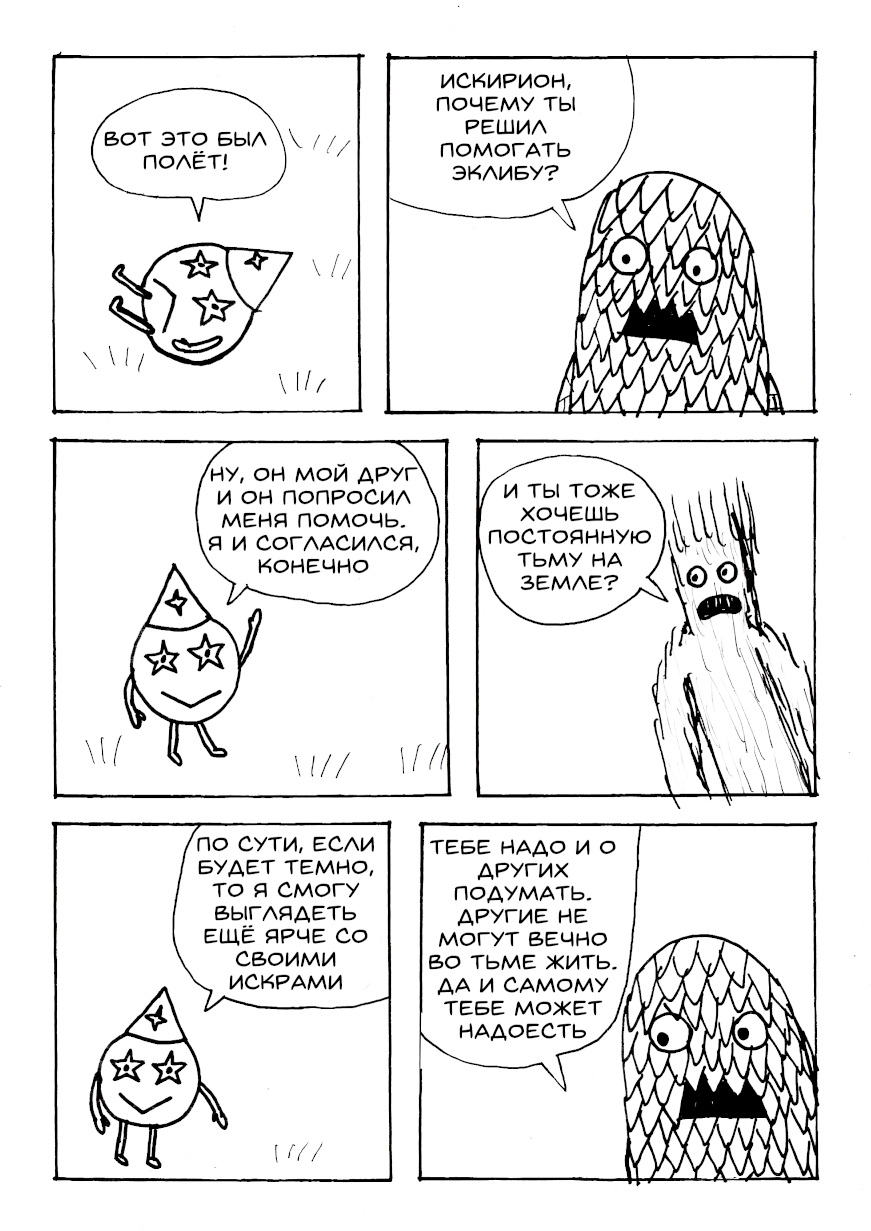 ВОТ ЭТО БЫЛ
ПОЛЁТ!
ИСКИРИОН,
ПОЧЕМУ ТЫ
РЕШИЛ
ПОМОГАТЬ
ЭКЛИБУ?
НУ, ОН МОЙ ДРУГ
И ОН ПОПРОСИЛ
МЕНЯ ПОМОЧЬ.
Я И СОГЛАСИЛСЯ,
КОНЕЧНО
И ТЫ ТОЖЕ
ХОЧЕШЬ
ПОСТОЯННУЮ
ТЬМУ НА
ЗЕМЛЕ?
ПО СУТИ, ЕСЛИ
БУДЕТ ТЕМНО,
ТО Я СМОГУ
ВЫГЛЯДЕТЬ
ЕЩЁ ЯРЧЕ СО
СВОИМИ
ИСКРАМИ
ТЕБЕ НАДО И О
ДРУГИХ
ПОДУМАТЬ.
ДРУГИЕ НЕ
МОГУТ ВЕЧНО
ВО ТЬМЕ ЖИТЬ.
ДА И САМОМУ
ТЕБЕ МОЖЕТ
НАДОЕСТЬ